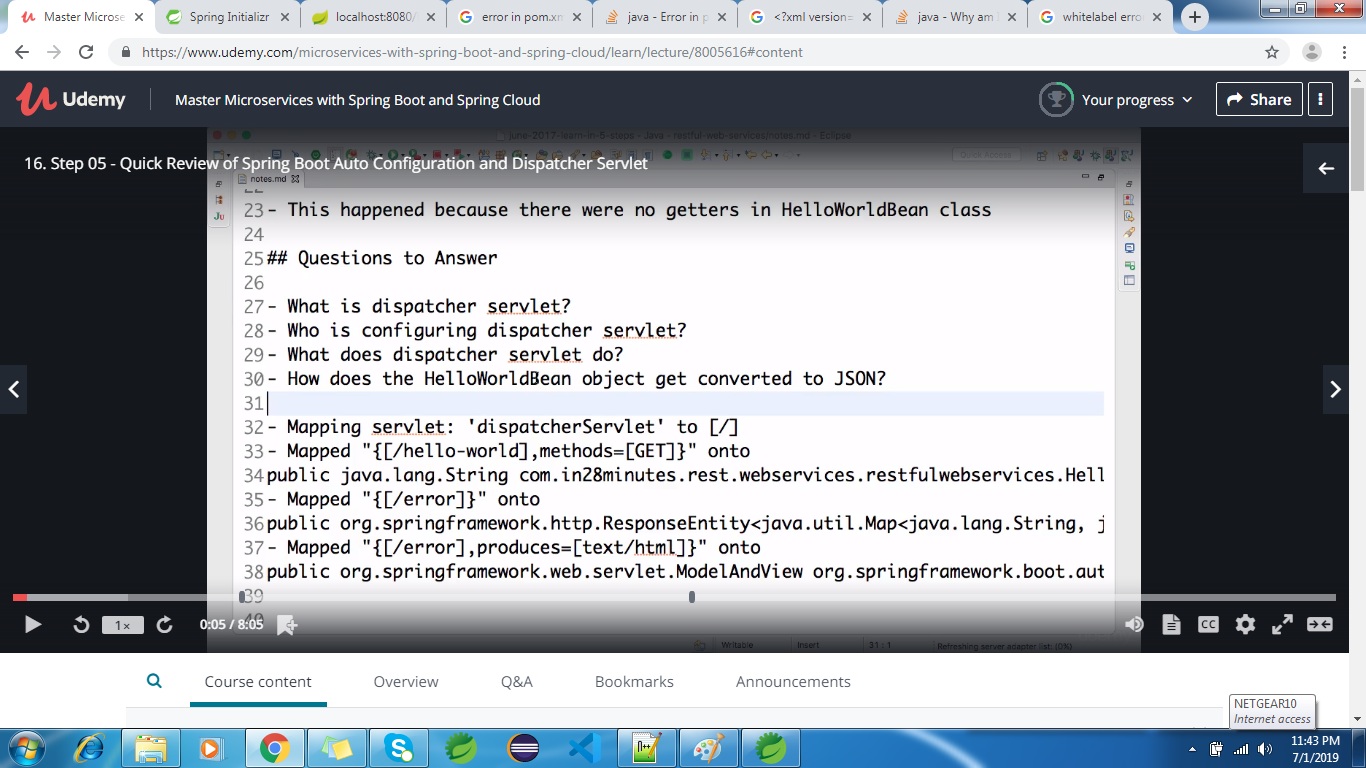 Master Microse
Spring Initializr
localhost:8080/
error in pom.xm
java - Error in p
<?xml version=
java - Why am
whitelabel erro
https://www.udemy.com/microservices-with-spring-boot-and-spring-cloud/learn/lecture/8005616#content
Udemy
Master Microservices with Spring Boot and Spring Cloud
Your progress
Share
june-2017-learn-in-5-steps - Java - restful-web-services/notes.md - Eclipse
Quick Access
16. Step 05 - Quick Review of Spring Boot Auto Configuration and Dispatcher Servlet
notes.md
Ju
23 - This happened because there were no getters in HelloWorldBean class
24
25 ## Questions to Answer
26
27 - What is dispatcher servlet?
28 - Who is configuring dispatcher servlet?
29 - What does dispatcher servlet do?
30 - How does the HelloWorldBean object get converted to JSON?
31
32 - Mapping servlet: 'dispatcherServlet' to [/]
33 - Mapped "{[/hello-world],methods=[GET]}" onto
34 public java.lang.String com.in28minutes.rest.webservices.restfulwebservices.Hell
35 - Mapped "{[/error]}" onto
36 public org.springframework.http.ResponseEntity<java.util.Map<java.lang.String, j
37 - Mapped "{[/error],produces=[text/html]}" onto
38 public org.springframework.web.servlet.ModelAndView org.springframework.boot.aut
39
40
1×
0:05 / 8:05
CC
Writable
Insert
31 : 1
Refreshing server adapter list: (0%)
Course content
Overview
Q&A
Bookmarks
Announcements
NETGEAR10
Internet access
11:43 PM
7/1/2019